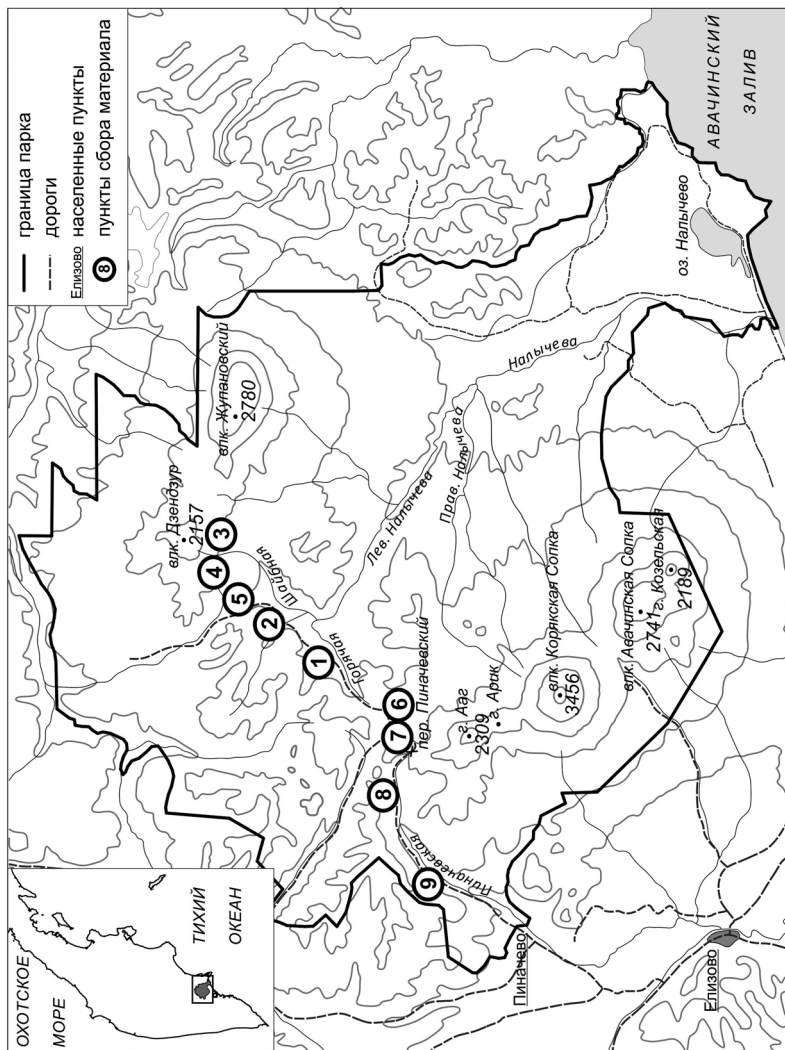 граница парка
дороги
Елизово населенные пункты
8 пункты сбора материала
ОХОТСКОЕ
МОРЕ
ТИХИЙ
ОКЕАН
влк. Дзендзур
2157
влк. Жупановский
2780
3
4
5
2
1
6
7
8
9
Шайбная
Горячая
пер. Пиначевский
Лев. Налычева
Прав. Налычева
Налычева
г. Ааг
2309
г. Арик
влк. Корякская Сопка
3456
влк. Авачинская Сопка
2741
г. Козельская
2189
оз. Налычево
АВАЧИНСКИЙ
ЗАЛИВ
Пиначевская
Пиначево
Елизово